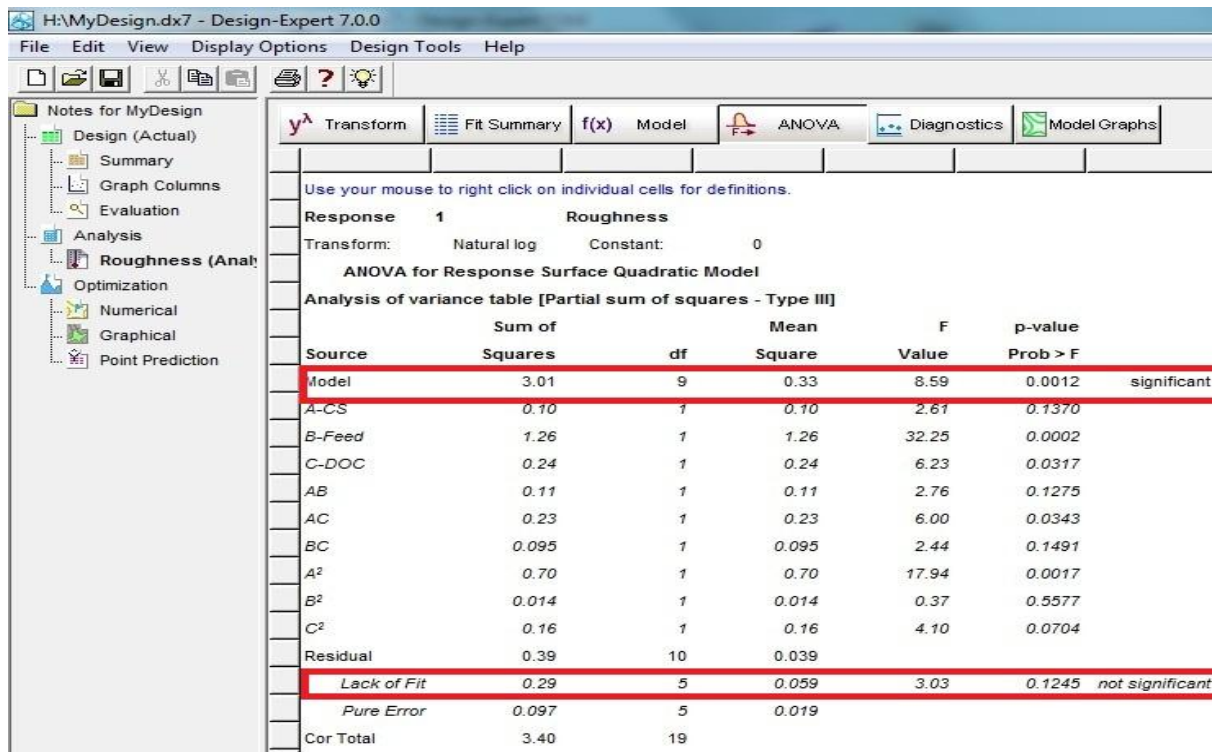 H:\MyDesign.dx7 - Design-Expert 7.0.0
File Edit View Display Options Design Tools Help
Notes for MyDesign
Design (Actual)
Summary
Graph Columns
Evaluation
Analysis
Roughness (Analy
Optimization
Numerical
Graphical
Point Prediction
yλ Transform Fit Summary f(x) Model ANOVA Diagnostics Model Graphs
Use your mouse to right click on individual cells for definitions.
Response 1 Roughness
Transform: Natural log Constant: 0
ANOVA for Response Surface Quadratic Model
Analysis of variance table [Partial sum of squares - Type III]
Sum of Mean F p-value
Source Squares df Square Value Prob > F
Model 3.01 9 0.33 8.59 0.0012 significant
A-CS 0.10 1 0.10 2.61 0.1370
B-Feed 1.26 1 1.26 32.25 0.0002
C-DOC 0.24 1 0.24 6.23 0.0317
AB 0.11 1 0.11 2.76 0.1275
AC 0.23 1 0.23 6.00 0.0343
BC 0.095 1 0.095 2.44 0.1491
A² 0.70 1 0.70 17.94 0.0017
B² 0.014 1 0.014 0.37 0.5577
C² 0.16 1 0.16 4.10 0.0704
Residual 0.39 10 0.039
Lack of Fit 0.29 5 0.059 3.03 0.1245 not significant
Pure Error 0.097 5 0.019
Cor Total 3.40 19